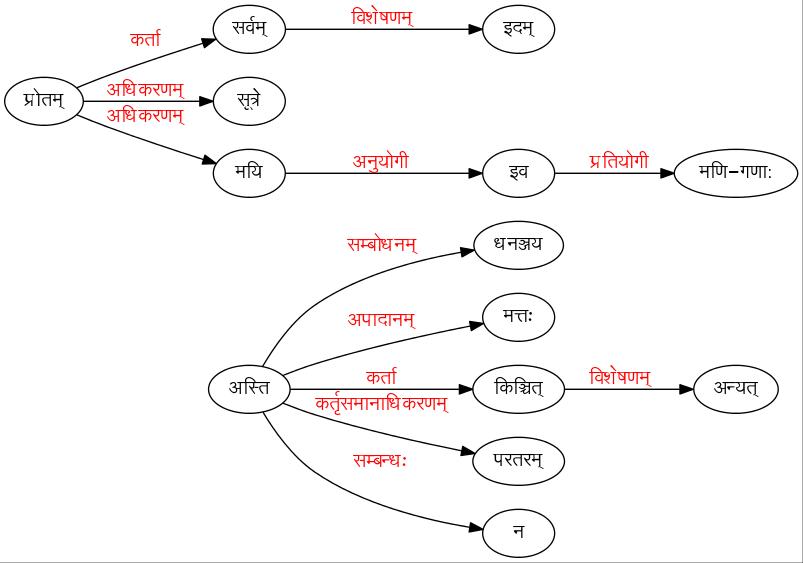 सर्वम्
विशेषणम्
इदम्
कर्ता
प्रोतम्
अधिकरणम्
सूत्रे
अधिकरणम्
मयि
अनुयोगी
इव
प्रतियोगी
मणि-गणाः
सम्बोधनम्
धनञ्जय
अपादानम्
मत्तः
अस्ति
कर्ता
किञ्चित्
विशेषणम्
अन्यत्
कर्तृसमानाधिकरणम्
परतरम्
सम्बन्धः
न